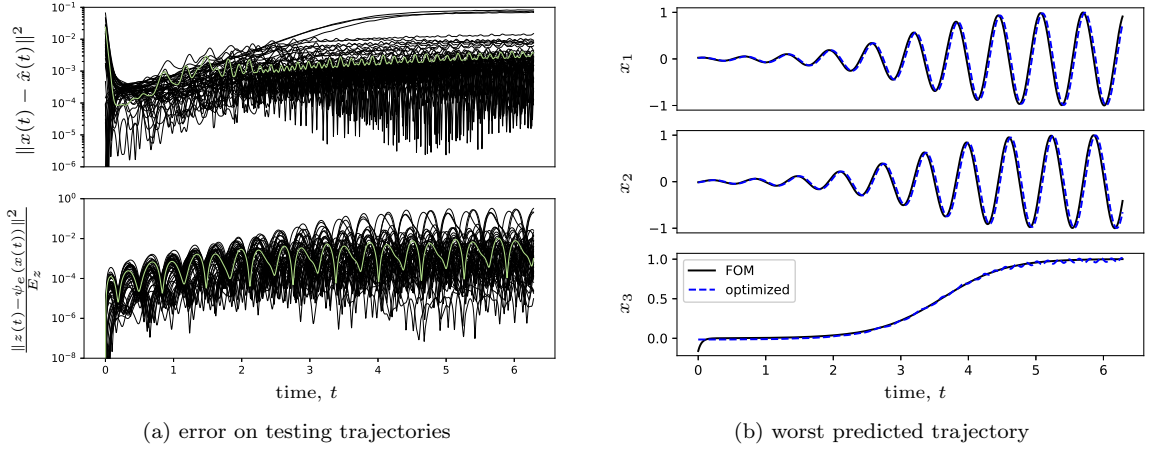 10⁻¹
10⁻²
10⁻³
10⁻⁴
10⁻⁵
10⁻⁶
‖x(t) − x̂(t)‖²
10⁰
10⁻²
10⁻⁴
10⁻⁶
10⁻⁸
‖z(t)−ψₑ(x(t))‖²
E_z
0 1 2 3 4 5 6
time, t
(a) error on testing trajectories
1
0
−1
x₁
1
0
−1
x₂
1.0
0.5
0.0
x₃
FOM
optimized
0 1 2 3 4 5 6
time, t
(b) worst predicted trajectory